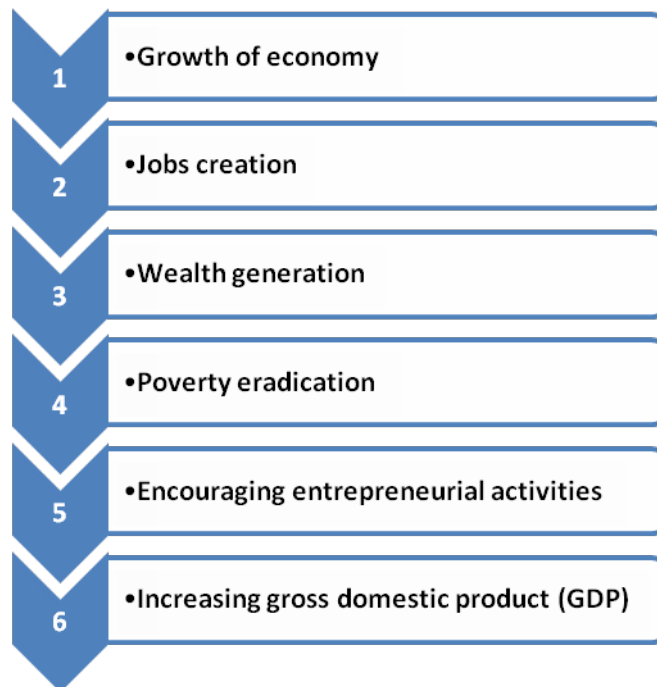 1
•Growth of economy
2
•Jobs creation
3
•Wealth generation
4
•Poverty eradication
5
•Encouraging entrepreneurial activities
6
•Increasing gross domestic product (GDP)